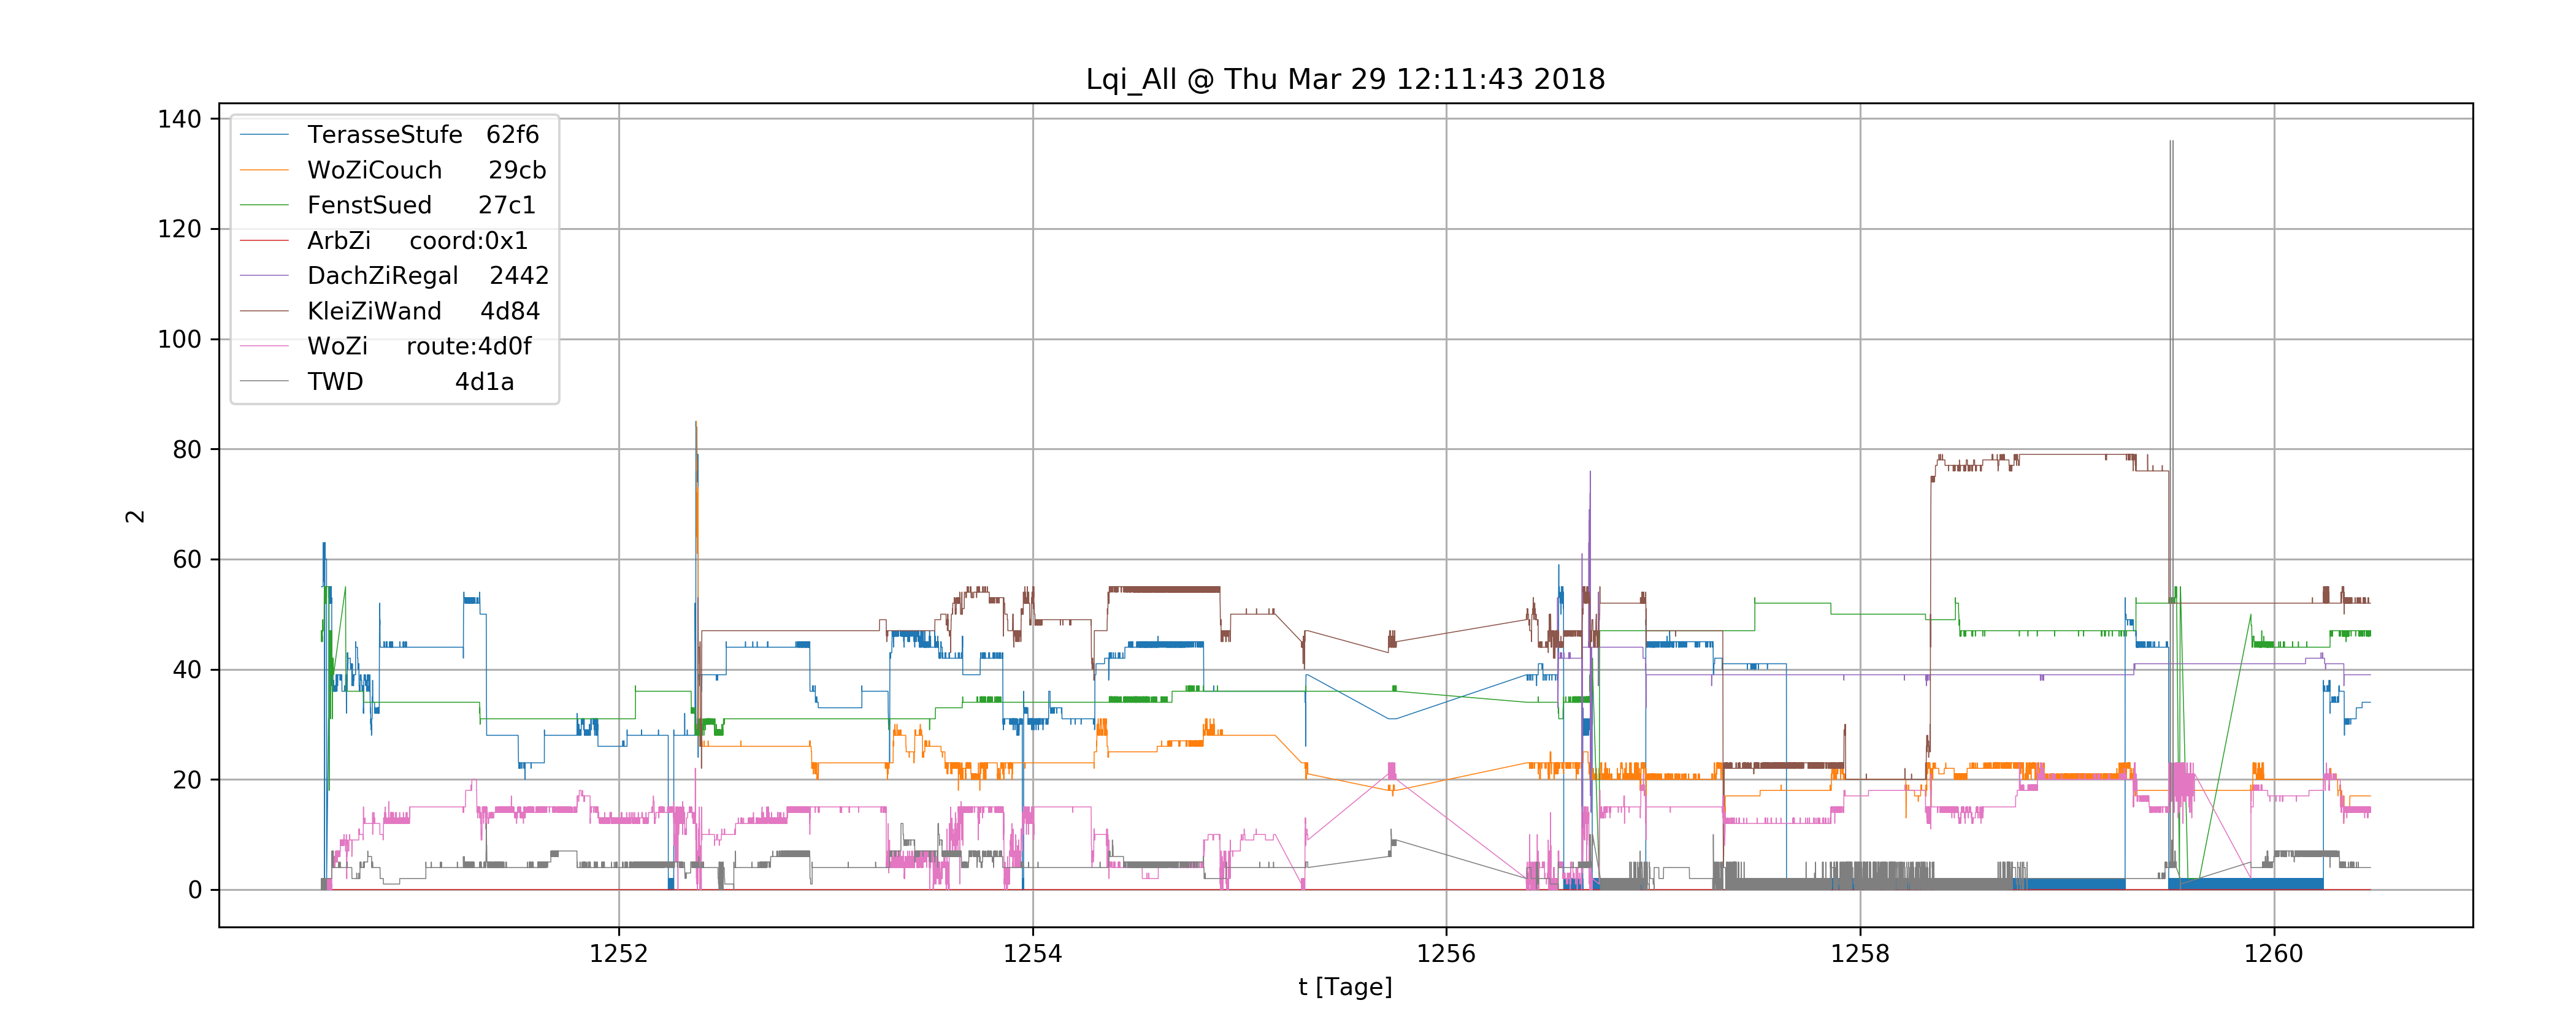 Lqi_All @ Thu Mar 29 12:11:43 2018
140
120
100
80
60
40
20
0
2
TerasseStufe 62f6
WoZiCouch 29cb
FenstSued 27c1
ArbZi coord:0x1
DachZiRegal 2442
KleiZiWand 4d84
WoZi route:4d0f
TWD 4d1a
1252 1254 1256 1258 1260
t [Tage]